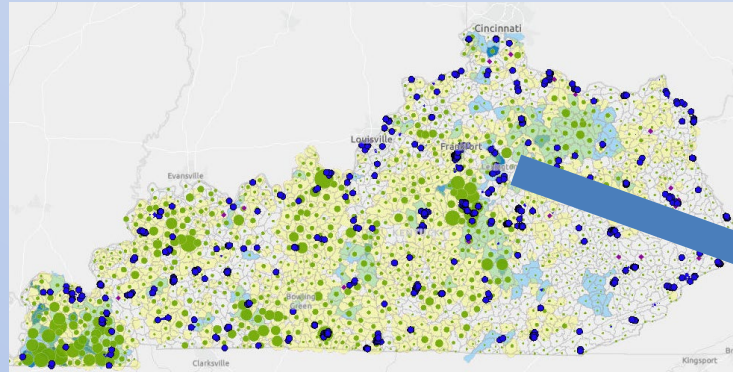 Cincinnati
Louisville
Frankfort
Evansville
Bowling
Green
Clarksville
Kingsport